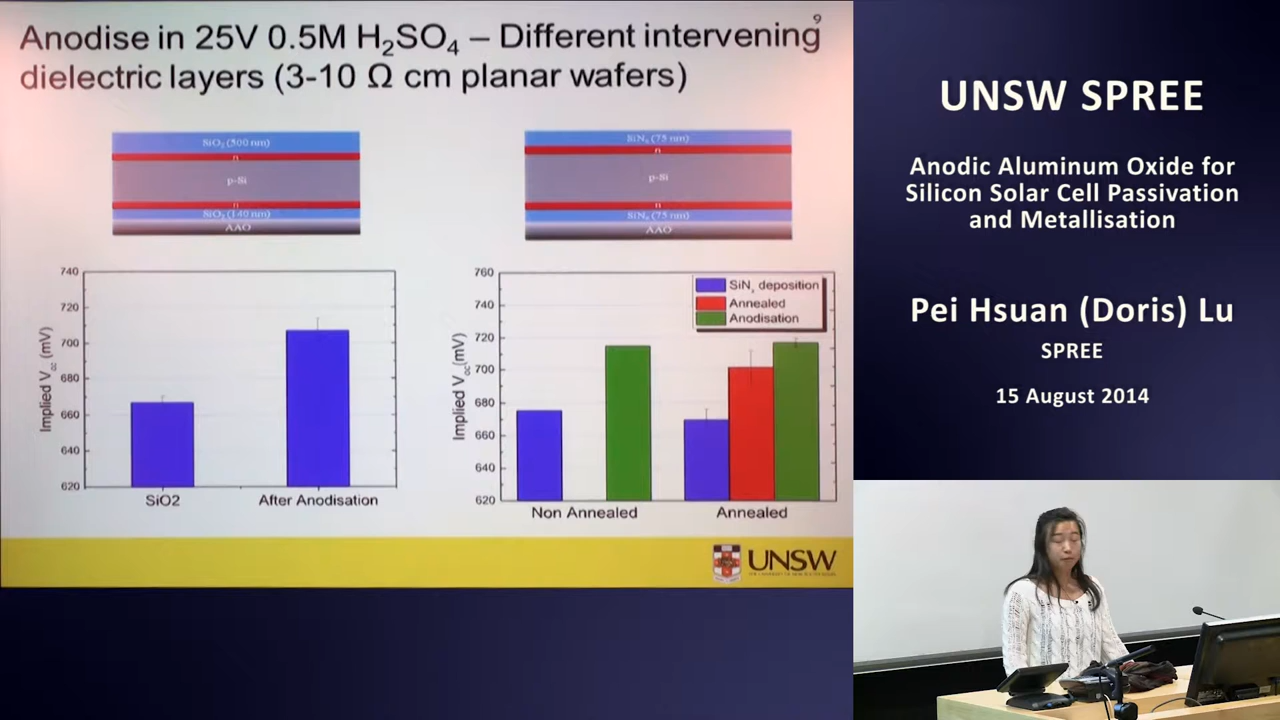 9
Anodise in 25V 0.5M H₂SO₄ – Different intervening
dielectric layers (3-10 Ω cm planar wafers)
SiO₂ (300 nm)
n
p-Si
n
SiO₂ (140 nm)
AAO
SiNₓ (75 nm)
n
p-Si
n
SiNₓ (75 nm)
AAO
740
720
700
680
660
640
620
Implied Voc (mV)
SiO2
After Anodisation
760
740
720
700
680
660
640
620
Implied Voc (mV)
SiNx deposition
Annealed
Anodisation
Non Annealed
Annealed
UNSW
UNSW SPREE
Anodic Aluminum Oxide for
Silicon Solar Cell Passivation
and Metallisation
Pei Hsuan (Doris) Lu
SPREE
15 August 2014